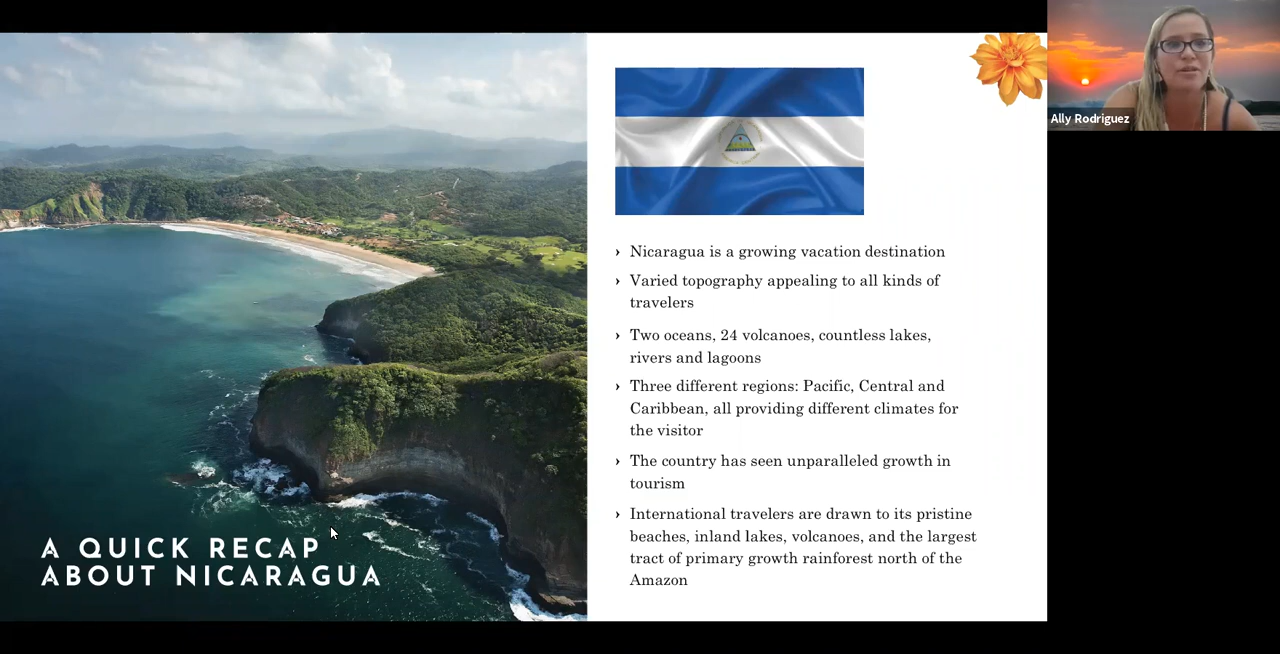 Ally Rodriguez
› Nicaragua is a growing vacation destination
› Varied topography appealing to all kinds of
travelers
› Two oceans, 24 volcanoes, countless lakes,
rivers and lagoons
› Three different regions: Pacific, Central and
Caribbean, all providing different climates for
the visitor
› The country has seen unparalleled growth in
tourism
› International travelers are drawn to its pristine
beaches, inland lakes, volcanoes, and the largest
tract of primary growth rainforest north of the
Amazon
A QUICK RECAP
ABOUT NICARAGUA